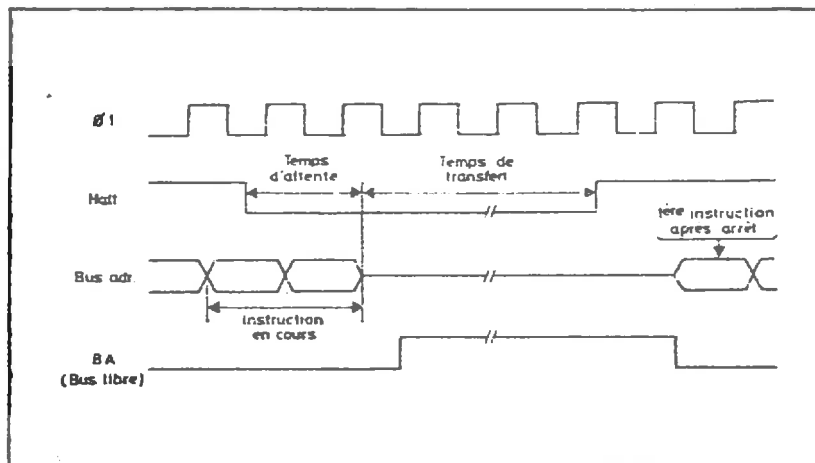 Ø1
Temps
d'attente
Temps de
transfert
Halt
1ère instruction
après arrêt
Bus adr.
Instruction
en cours
BA
(Bus libre)